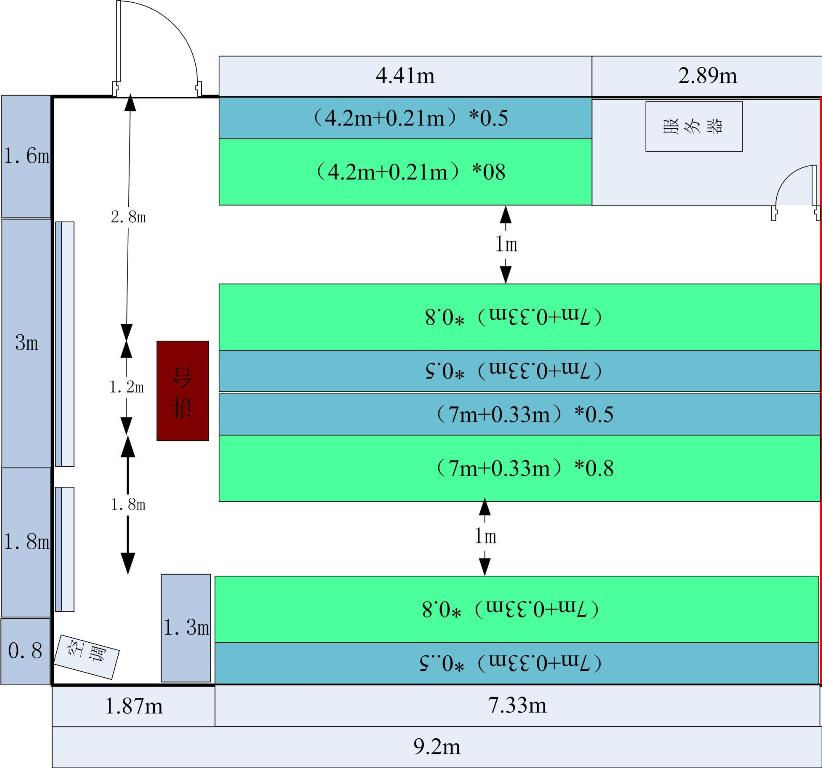 4.41m
2.89m
（4.2m+0.21m）*0.5
服务器
1.6m
（4.2m+0.21m）*08
2.8m
1m
（7m+0.33m）*0.8
3m
（7m+0.33m）*0.5
1.2m
讲台
（7m+0.33m）*0.5
（7m+0.33m）*0.8
1.8m
1m
1.8m
（7m+0.33m）*0.8
1.3m
0.8
空调
（7m+0.33m）*0..5
1.87m
7.33m
9.2m